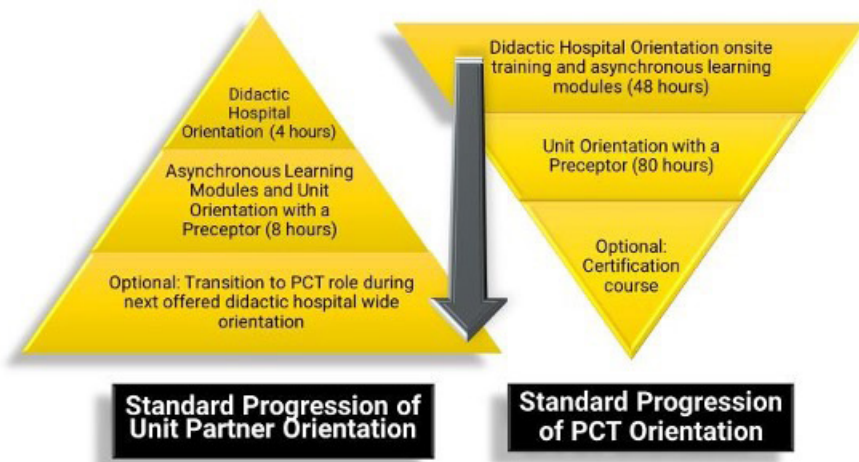 Didactic
Hospital
Orientation (4 hours)
Asynchronous Learning
Modules and Unit
Orientation with a
Preceptor (8 hours)
Optional: Transition to PCT role during
next offered didactic hospital wide
orientation
Standard Progression of
Unit Partner Orientation
Didactic Hospital Orientation onsite
training and asynchronous learning
modules (48 hours)
Unit Orientation with a
Preceptor (80 hours)
Optional:
Certification
course
Standard Progression
of PCT Orientation